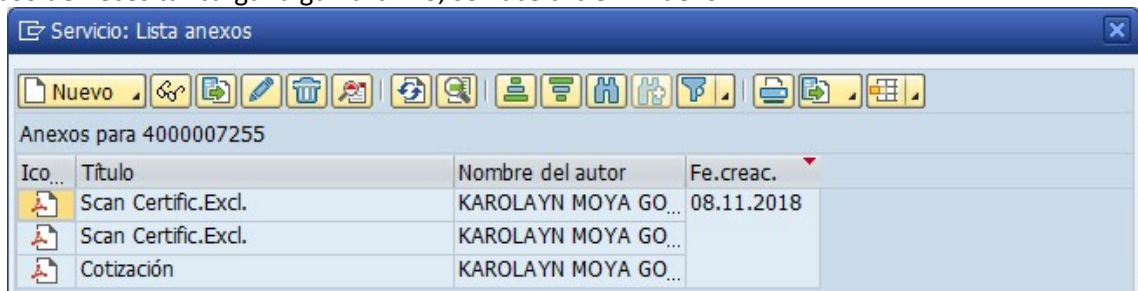 Servicio: Lista anexos
Nuevo
Anexos para 4000007255
Ico... Título Nombre del autor Fe.creac.
Scan Certific.Excl. KAROLAYN MOYA GO... 08.11.2018
Scan Certific.Excl. KAROLAYN MOYA GO...
Cotización KAROLAYN MOYA GO...